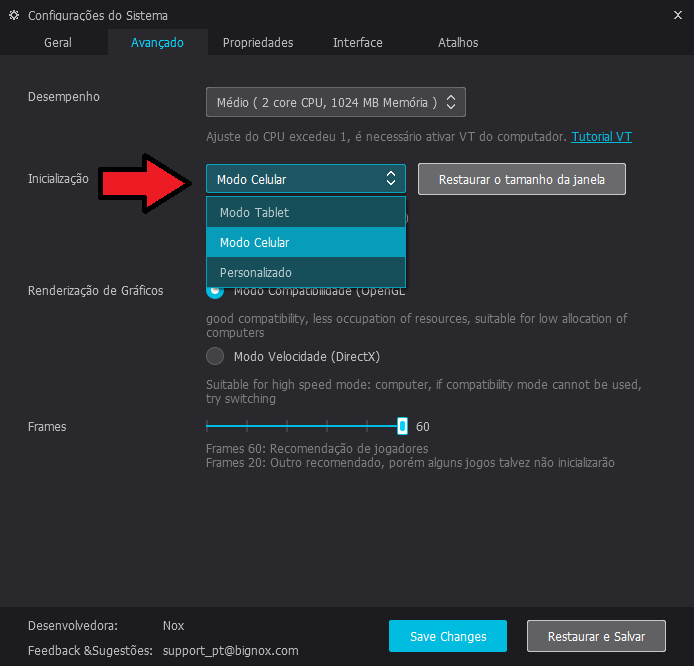 Configurações do Sistema
Geral Avançado Propriedades Interface Atalhos
Desempenho
Médio ( 2 core CPU, 1024 MB Memória )
Ajuste do CPU excedeu 1, é necessário ativar VT do computador. Tutorial VT
Inicialização
Modo Celular
Restaurar o tamanho da janela
Modo Tablet
Modo Celular
Personalizado
Renderização de Gráficos
Modo Compatibilidade (OpenGL
good compatibility, less occupation of resources, suitable for low allocation of
computers
Modo Velocidade (DirectX)
Suitable for high speed mode: computer, if compatibility mode cannot be used,
try switching
Frames
60
Frames 60: Recomendação de jogadores
Frames 20: Outro recomendado, porém alguns jogos talvez não inicializarão
Desenvolvedora: Nox
Feedback &Sugestões: support_pt@bignox.com
Save Changes
Restaurar e Salvar